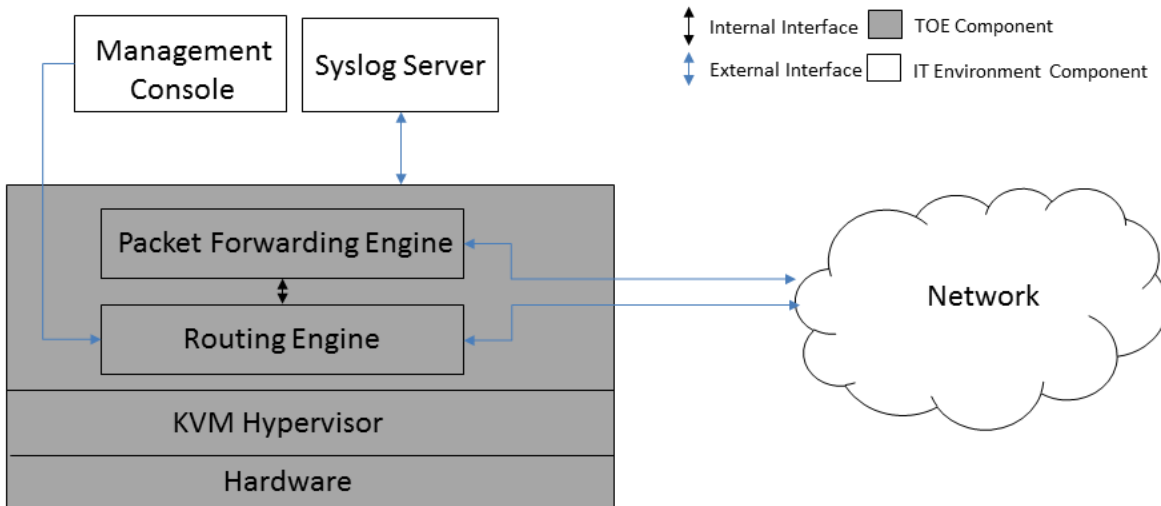 Management
Console
Syslog Server
Internal Interface
TOE Component
External Interface
IT Environment Component
Packet Forwarding Engine
Routing Engine
Network
KVM Hypervisor
Hardware